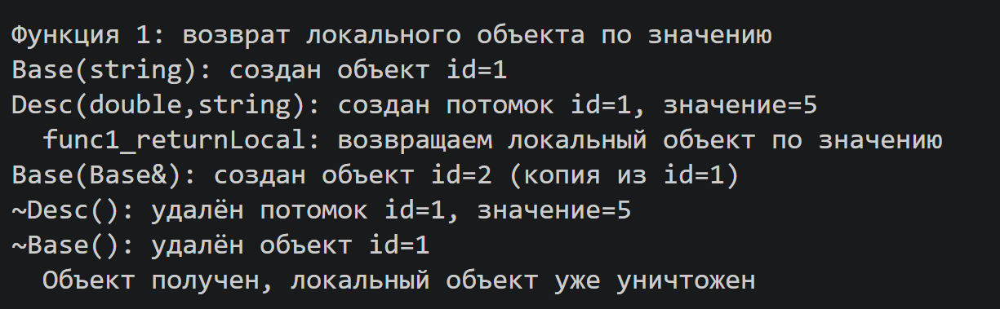 Функция 1: возврат локального объекта по значению
Base(string): создан объект id=1
Desc(double,string): создан потомок id=1, значение=5
  func1_returnLocal: возвращаем локальный объект по значению
Base(Base&): создан объект id=2 (копия из id=1)
~Desc(): удалён потомок id=1, значение=5
~Base(): удалён объект id=1
  Объект получен, локальный объект уже уничтожен